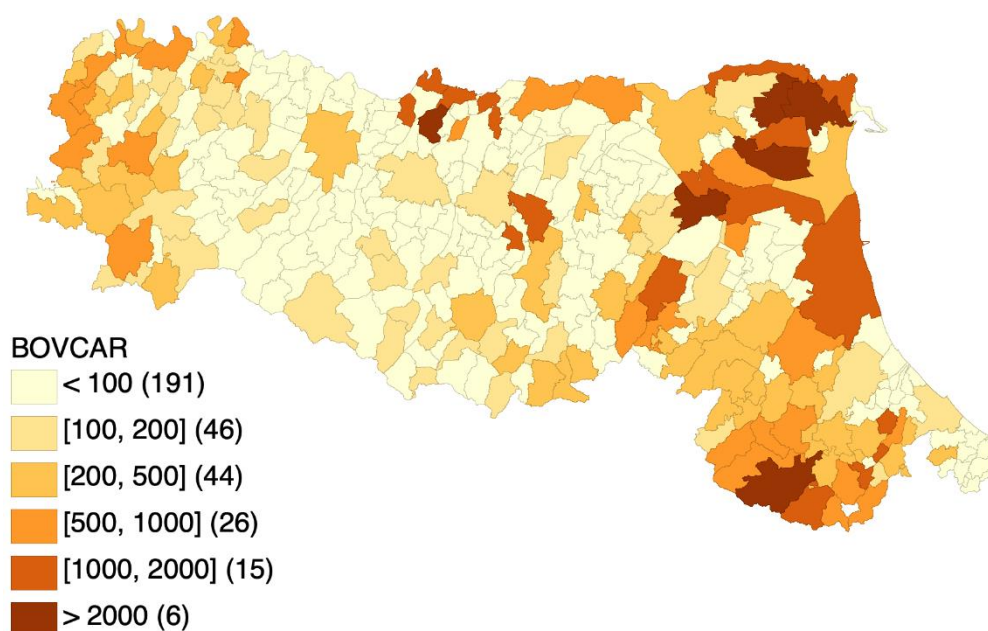 BOVCAR
< 100 (191)
[100, 200] (46)
[200, 500] (44)
[500, 1000] (26)
[1000, 2000] (15)
> 2000 (6)